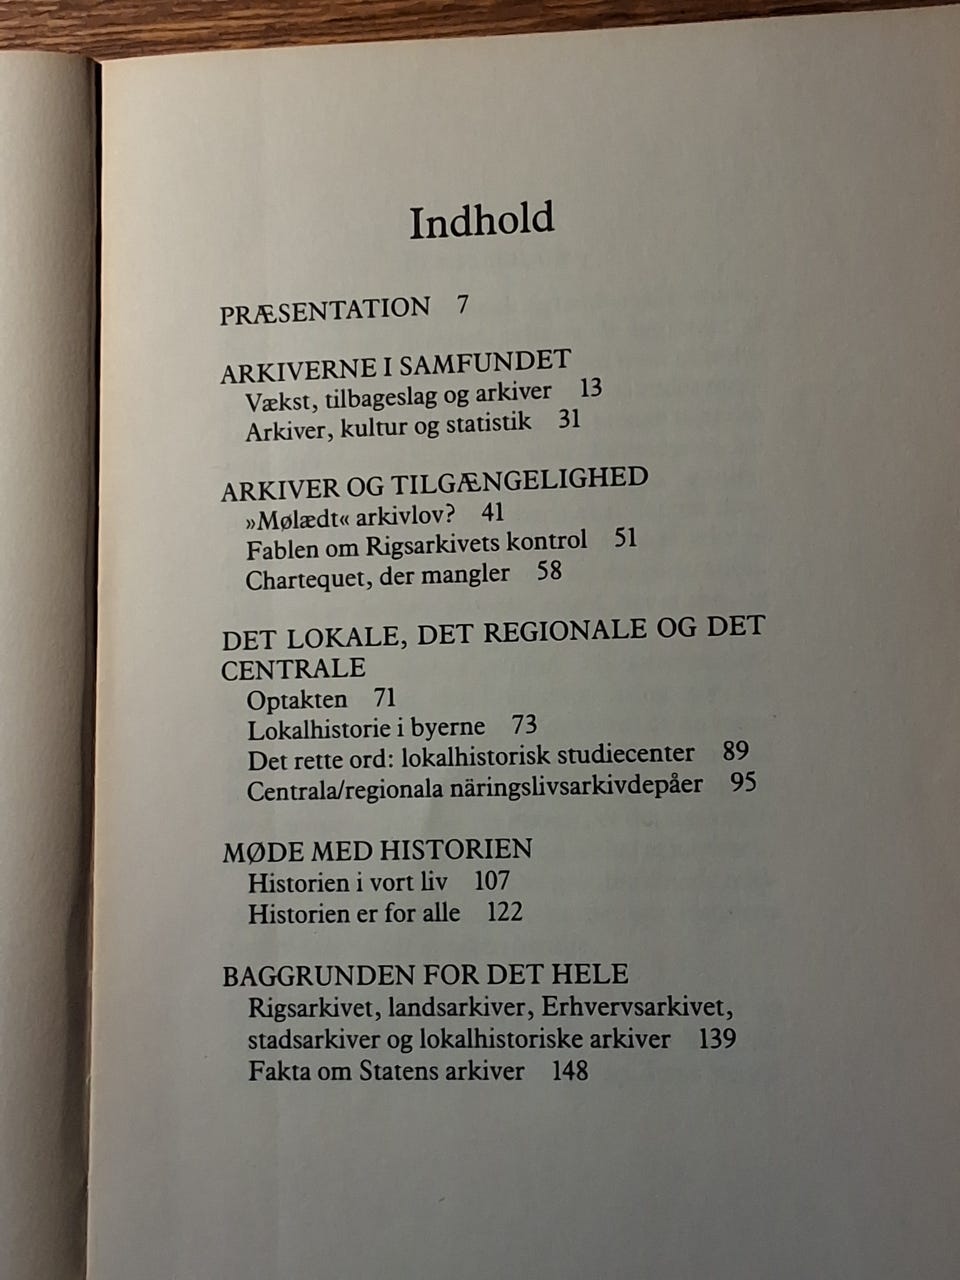 Indhold
PRÆSENTATION 7
ARKIVERNE I SAMFUNDET
Vækst, tilbageslag og arkiver 13
Arkiver, kultur og statistik 31
ARKIVER OG TILGÆNGELIGHED
»Mølædt« arkivlov? 41
Fablen om Rigsarkivets kontrol 51
Chartequet, der mangler 58
DET LOKALE, DET REGIONALE OG DET
CENTRALE
Optakten 71
Lokalhistorie i byerne 73
Det rette ord: lokalhistorisk studiecenter 89
Centrala/regionala näringslivsarkivdepåer 95
MØDE MED HISTORIEN
Historien i vort liv 107
Historien er for alle 122
BAGGRUNDEN FOR DET HELE
Rigsarkivet, landsarkiver, Erhvervsarkivet,
stadsarkiver og lokalhistoriske arkiver 139
Fakta om Statens arkiver 148